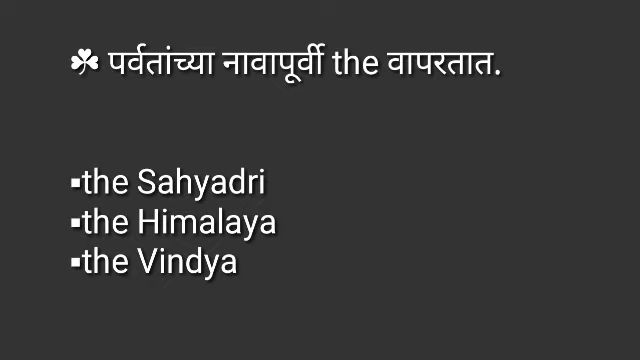 ☘ पर्वतांच्या नावापूर्वी the वापरतात.
▪the Sahyadri
▪the Himalaya
▪the Vindya